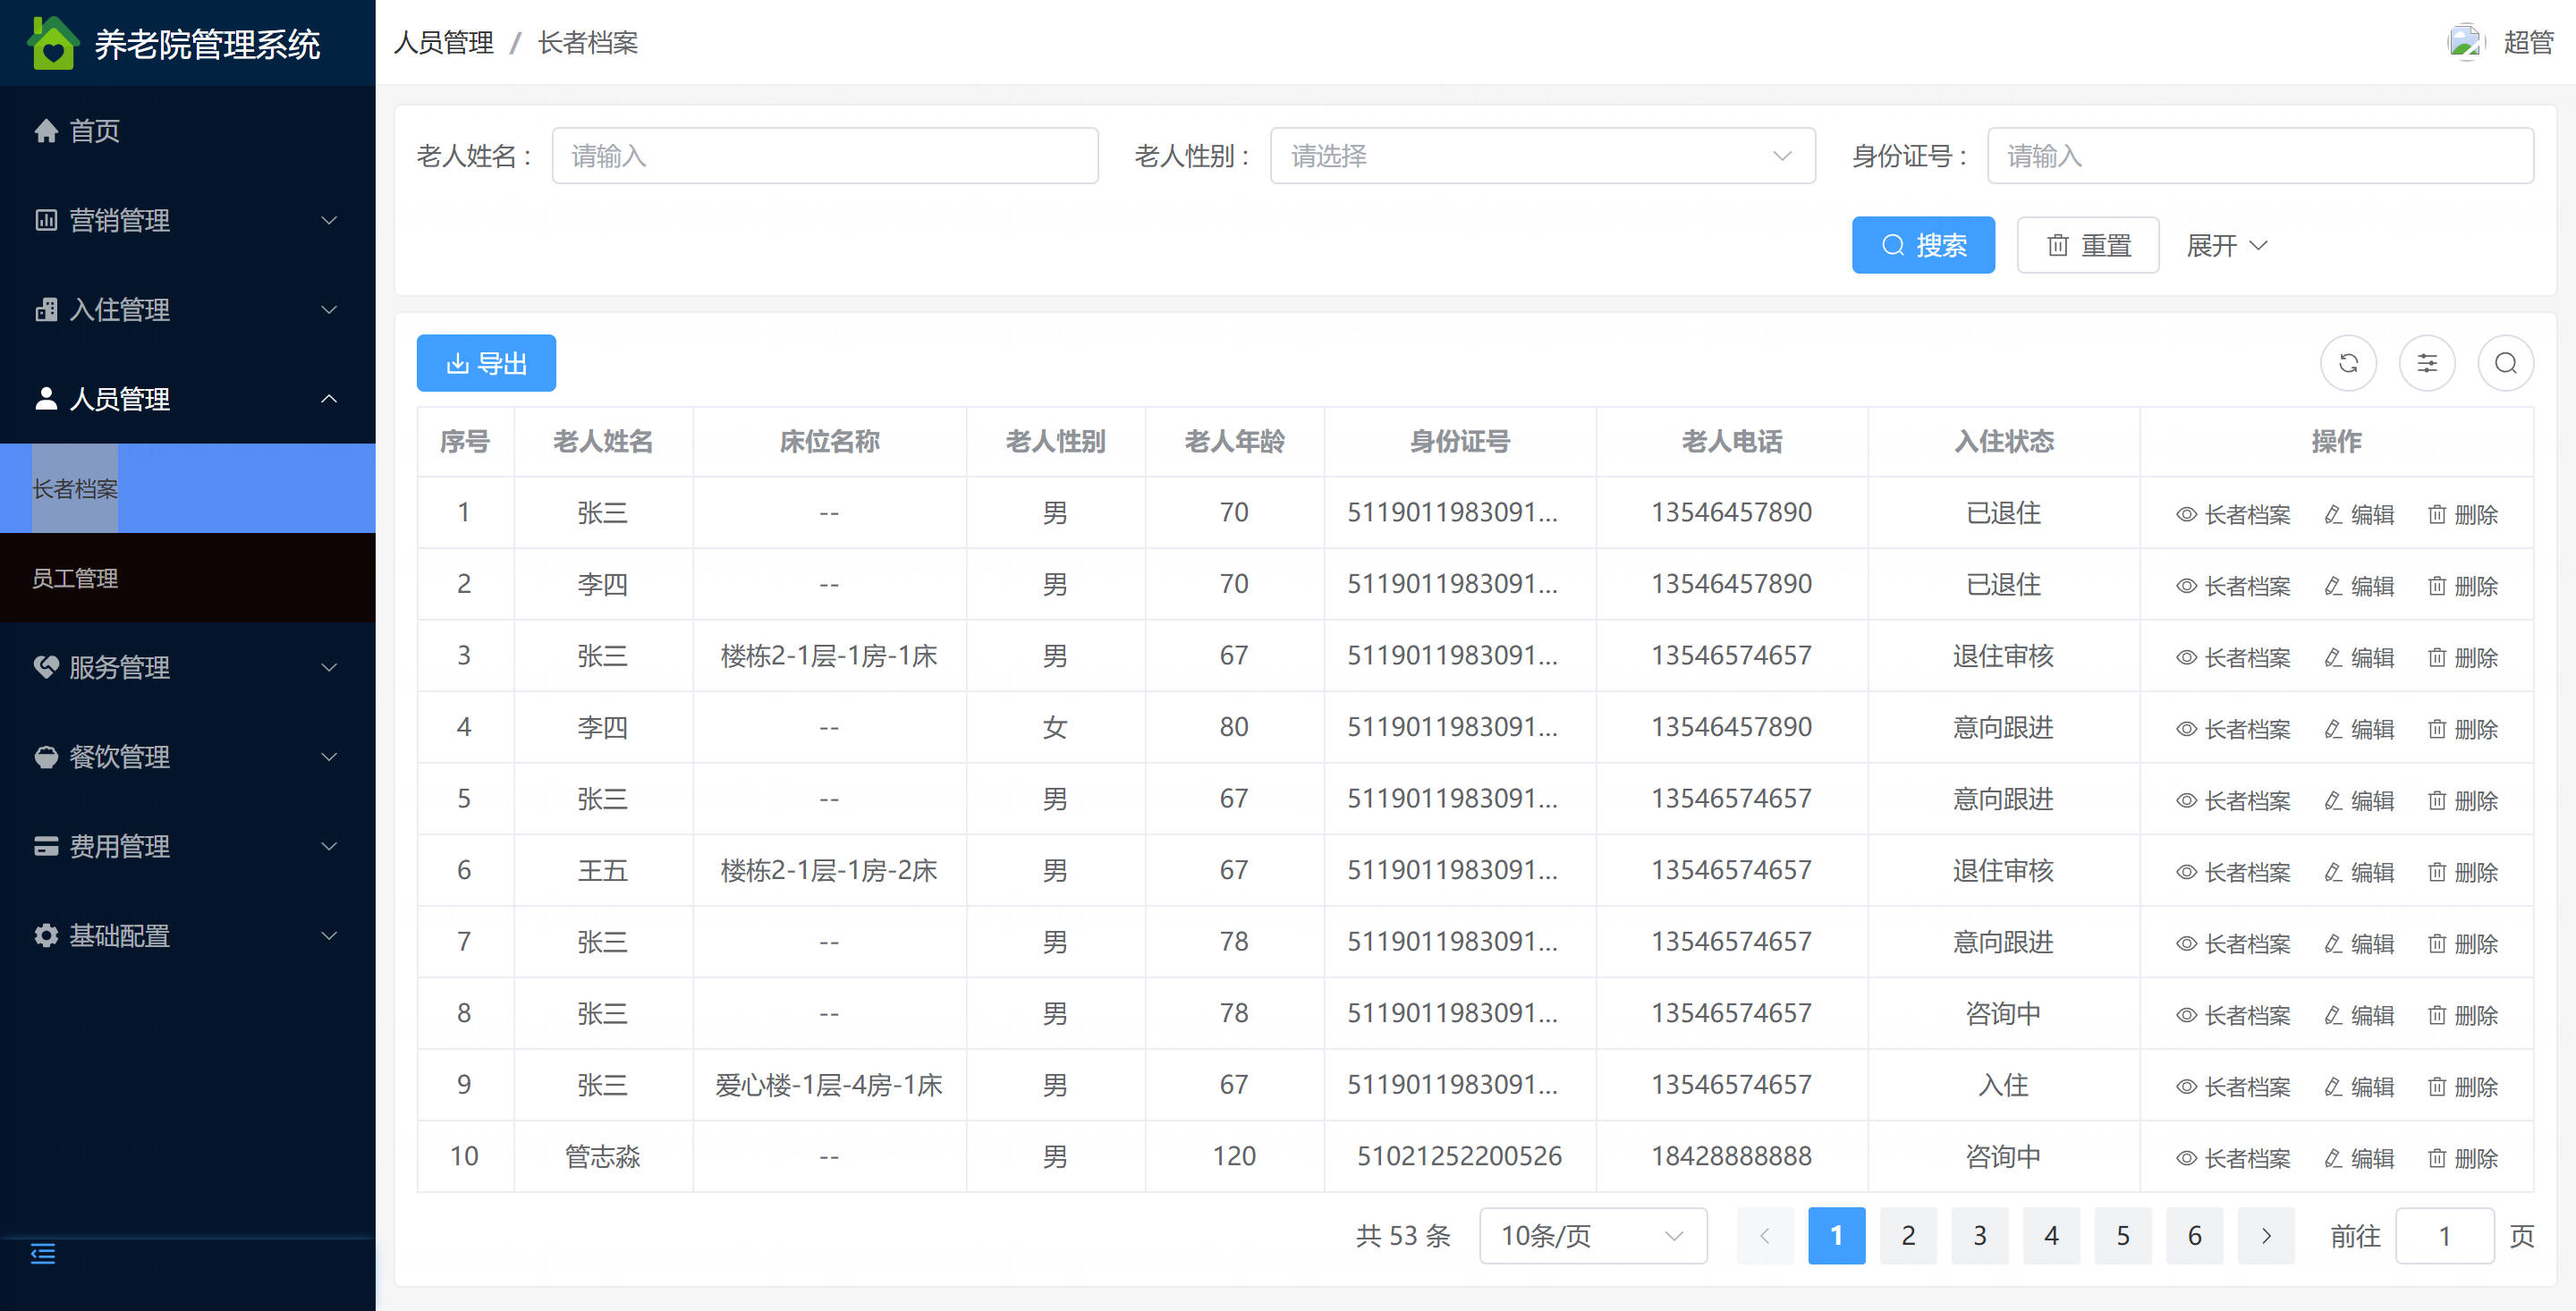 养老院管理系统
人员管理 / 长者档案
超管
首页
营销管理
入住管理
人员管理
长者档案
员工管理
服务管理
餐饮管理
费用管理
基础配置
老人姓名： 请输入 老人性别： 请选择 身份证号： 请输入
搜索 重置 展开
导出
序号 老人姓名 床位名称 老人性别 老人年龄 身份证号 老人电话 入住状态 操作
1 张三 -- 男 70 5119011983091... 13546457890 已退住 长者档案 编辑 删除
2 李四 -- 男 70 5119011983091... 13546457890 已退住 长者档案 编辑 删除
3 张三 楼栋2-1层-1房-1床 男 67 5119011983091... 13546574657 退住审核 长者档案 编辑 删除
4 李四 -- 女 80 5119011983091... 13546457890 意向跟进 长者档案 编辑 删除
5 张三 -- 男 67 5119011983091... 13546574657 意向跟进 长者档案 编辑 删除
6 王五 楼栋2-1层-1房-2床 男 67 5119011983091... 13546574657 退住审核 长者档案 编辑 删除
7 张三 -- 男 78 5119011983091... 13546574657 意向跟进 长者档案 编辑 删除
8 张三 -- 男 78 5119011983091... 13546574657 咨询中 长者档案 编辑 删除
9 张三 爱心楼-1层-4房-1床 男 67 5119011983091... 13546574657 入住 长者档案 编辑 删除
10 管志淼 -- 男 120 51021252200526 18428888888 咨询中 长者档案 编辑 删除
共 53 条 10条/页 1 2 3 4 5 6 前往 1 页